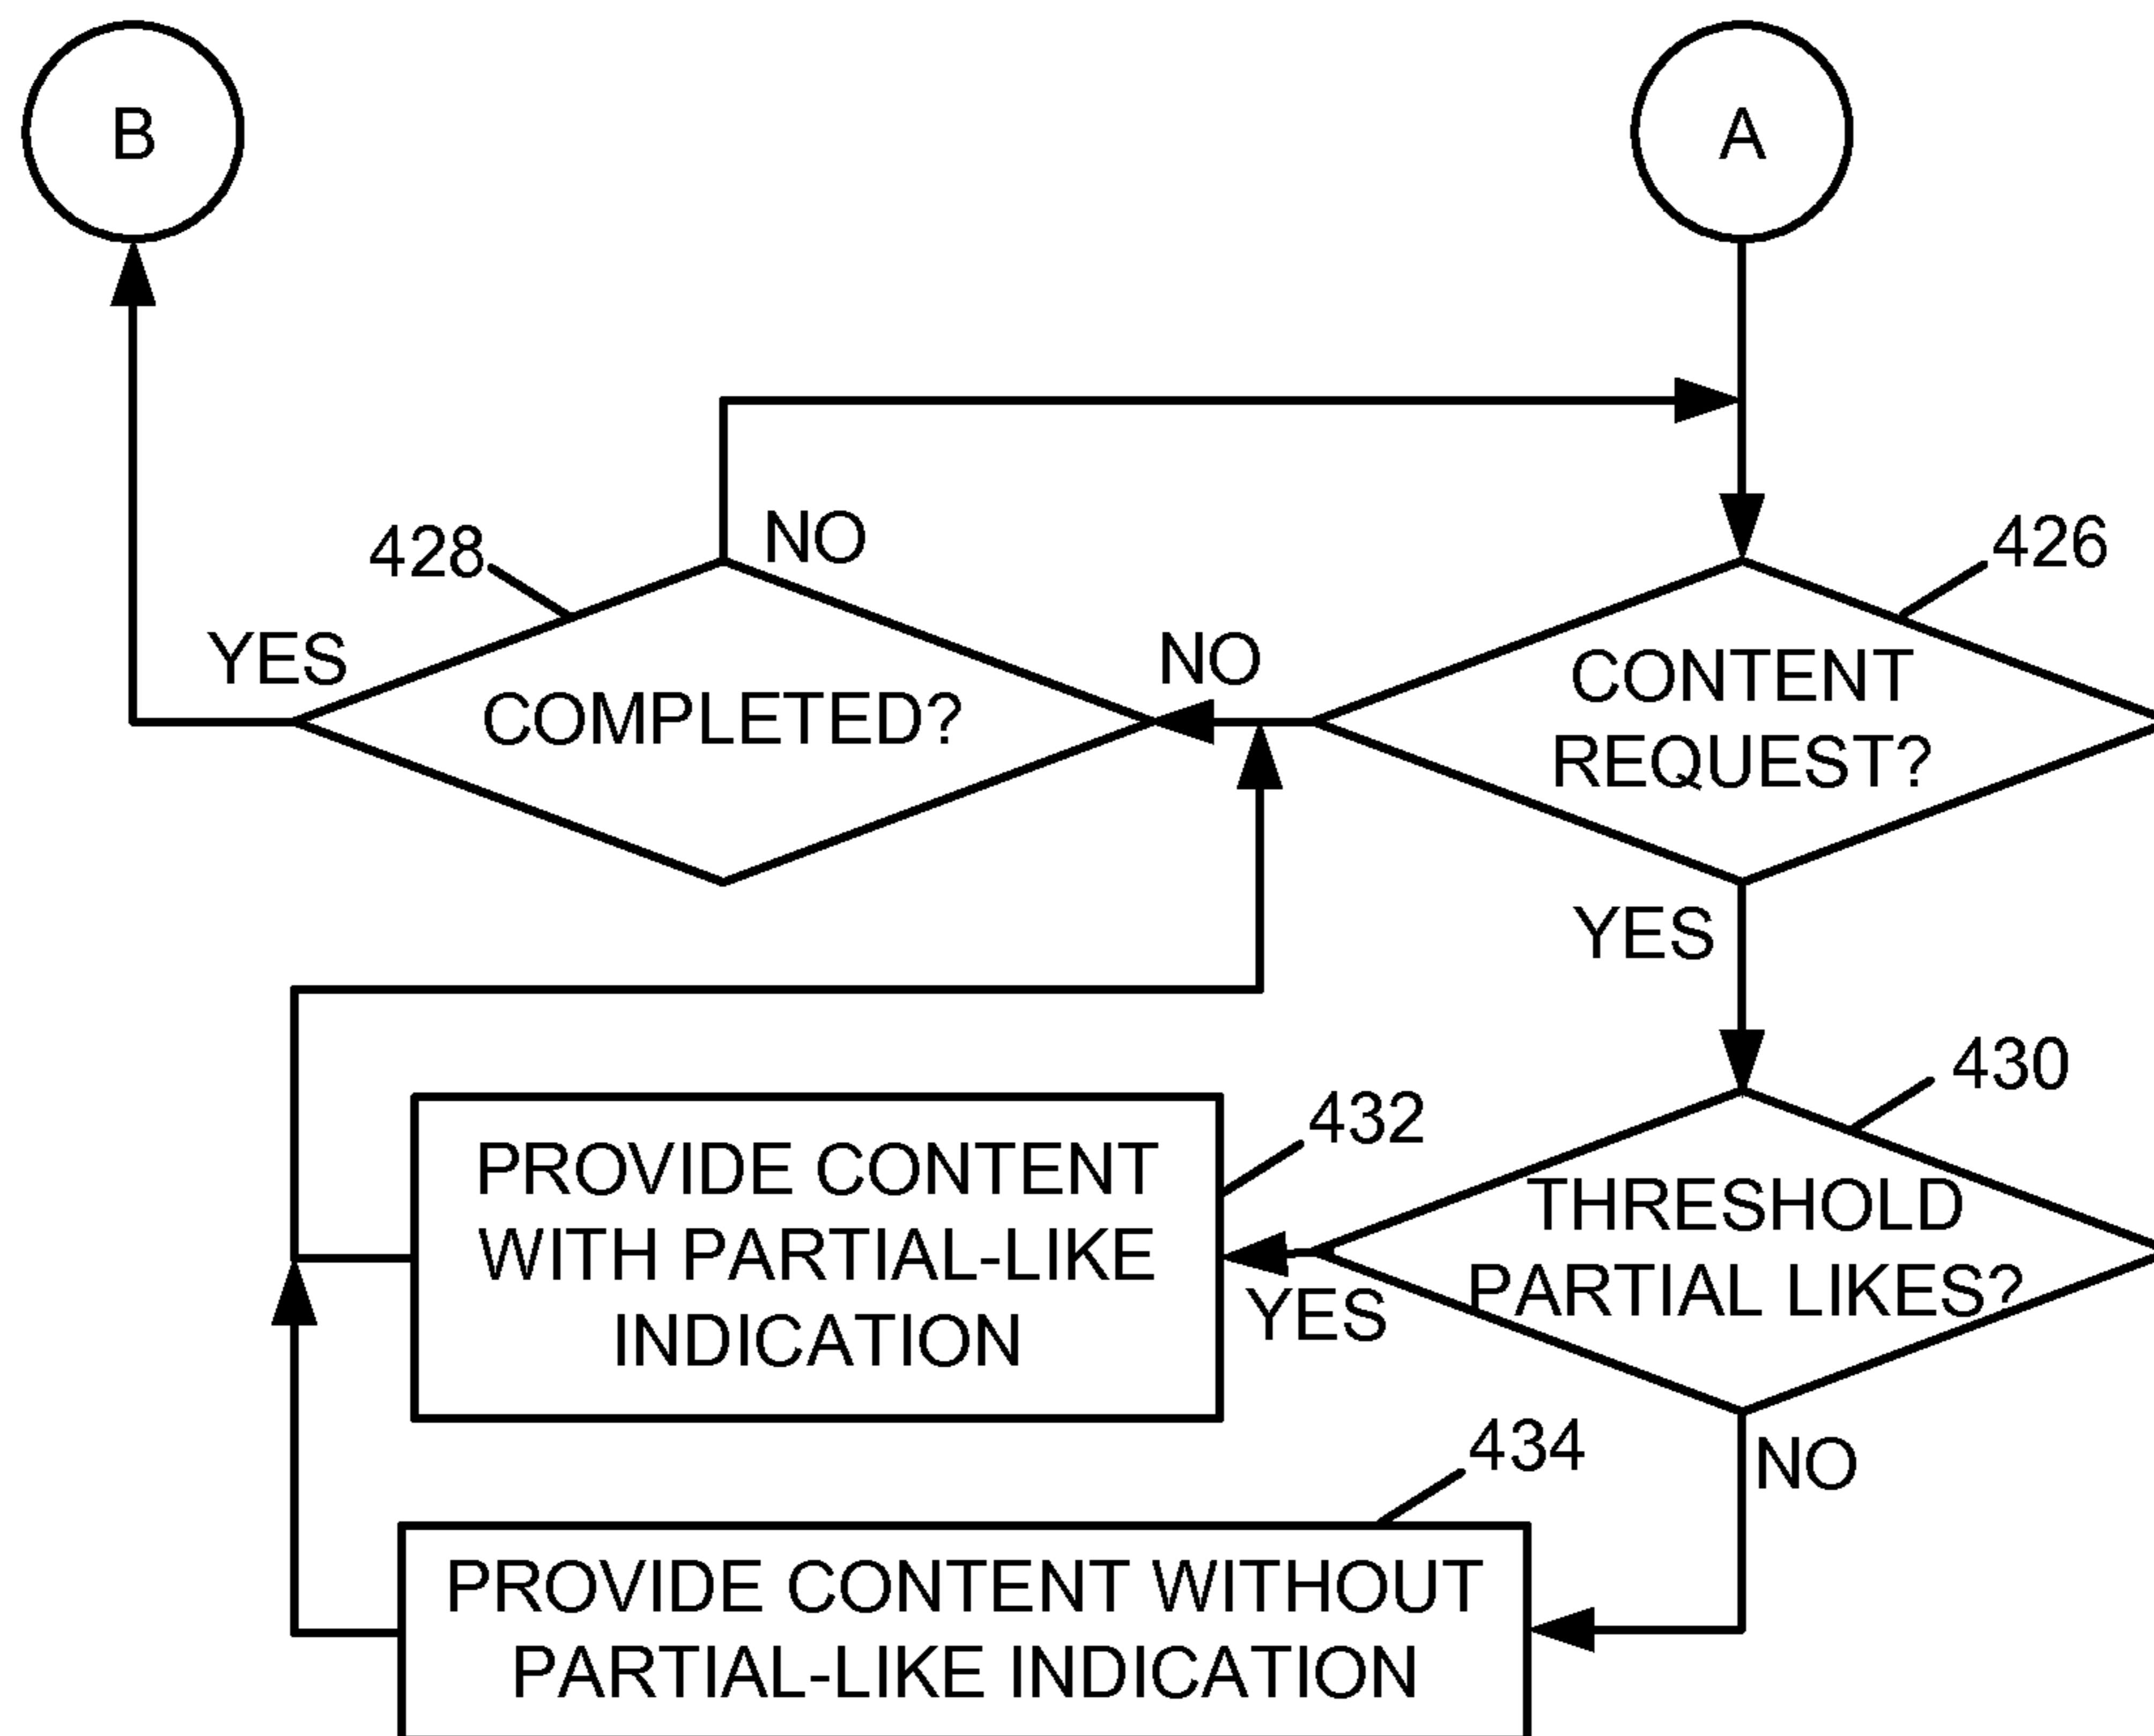 B
A
NO
428
426
YES
NO
COMPLETED?
CONTENT
REQUEST?
YES
430
432
PROVIDE CONTENT
WITH PARTIAL-LIKE
INDICATION
THRESHOLD
PARTIAL LIKES?
YES
434
NO
PROVIDE CONTENT WITHOUT
PARTIAL-LIKE INDICATION